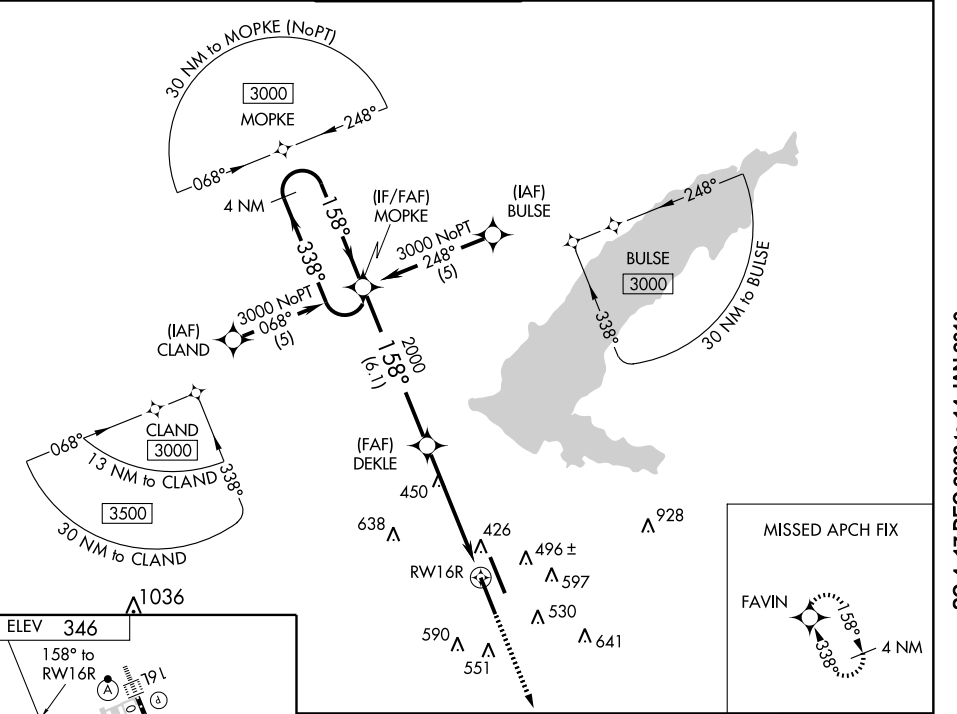 30 NM to MOPKE (NoPT)
3000
MOPKE
248°
068°
4 NM
158°
338°
(IF/FAF)
MOPKE
(IAF)
BULSE
3000 NoPT
248°
(5)
3000 NoPT
068°
(5)
(IAF)
CLAND
248°
BULSE
3000
338°
30 NM to BULSE
2000
158°
(6.1)
068°
CLAND
3000
13 NM to CLAND
338°
3500
30 NM to CLAND
(FAF)
DEKLE
450
638
426
496 ±
928
RW16R
597
530
590
551
641
1036
MISSED APCH FIX
FAVIN
158°
338°
4 NM
ELEV 346
158° to
RW16R
A
16L
P